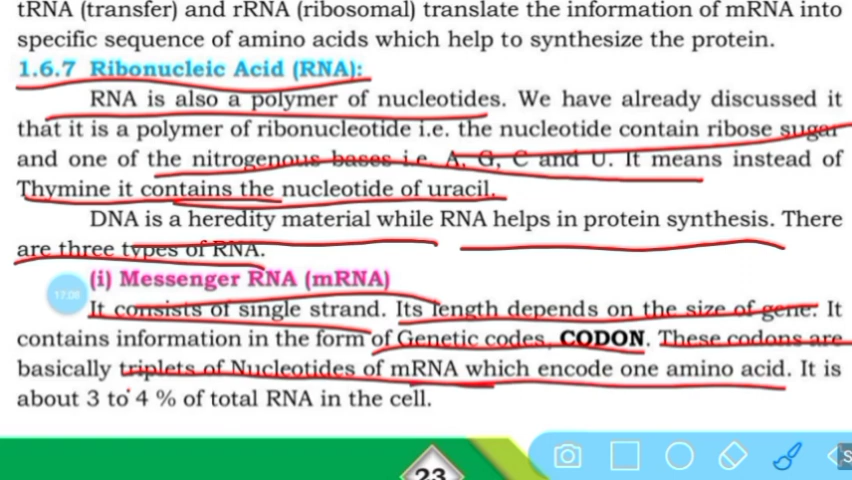 tRNA (transfer) and rRNA (ribosomal) translate the information of mRNA into
specific sequence of amino acids which help to synthesize the protein.
1.6.7 Ribonucleic Acid (RNA):
RNA is also a polymer of nucleotides. We have already discussed it
that it is a polymer of ribonucleotide i.e. the nucleotide contain ribose sugar
and one of the nitrogenous bases i.e. A, G, C and U. It means instead of
Thymine it contains the nucleotide of uracil.
DNA is a heredity material while RNA helps in protein synthesis. There
are three types of RNA.
(i) Messenger RNA (mRNA)
17:08
It consists of single strand. Its length depends on the size of gene. It
contains information in the form of Genetic codes, CODON. These codons are
basically triplets of Nucleotides of mRNA which encode one amino acid. It is
about 3 to 4 % of total RNA in the cell.
23
S